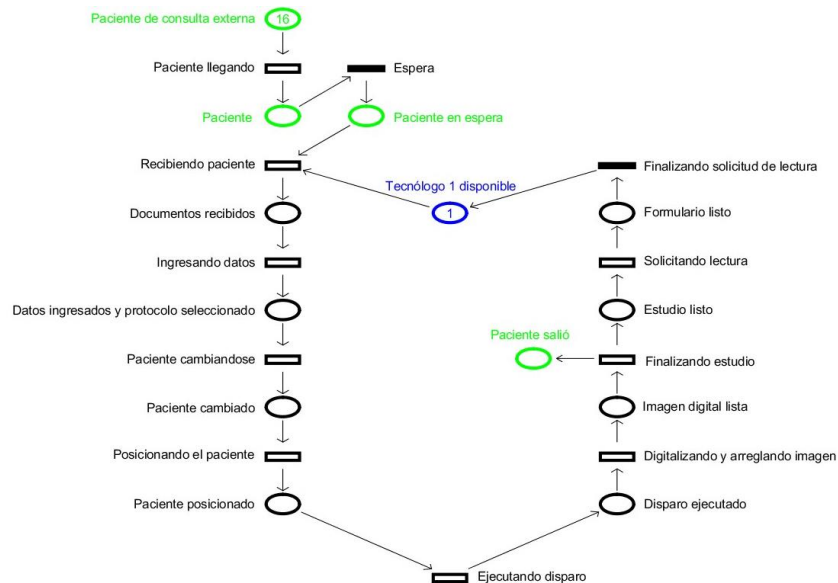 Paciente de consulta externa
16
Paciente llegando
Espera
Paciente
Paciente en espera
Recibiendo paciente
Tecnólogo 1 disponible
Finalizando solicitud de lectura
Documentos recibidos
1
Formulario listo
Ingresando datos
Solicitando lectura
Datos ingresados y protocolo seleccionado
Estudio listo
Paciente salió
Paciente cambiandose
Finalizando estudio
Paciente cambiado
Imagen digital lista
Posicionando el paciente
Digitalizando y arreglando imagen
Paciente posicionado
Disparo ejecutado
Ejecutando disparo